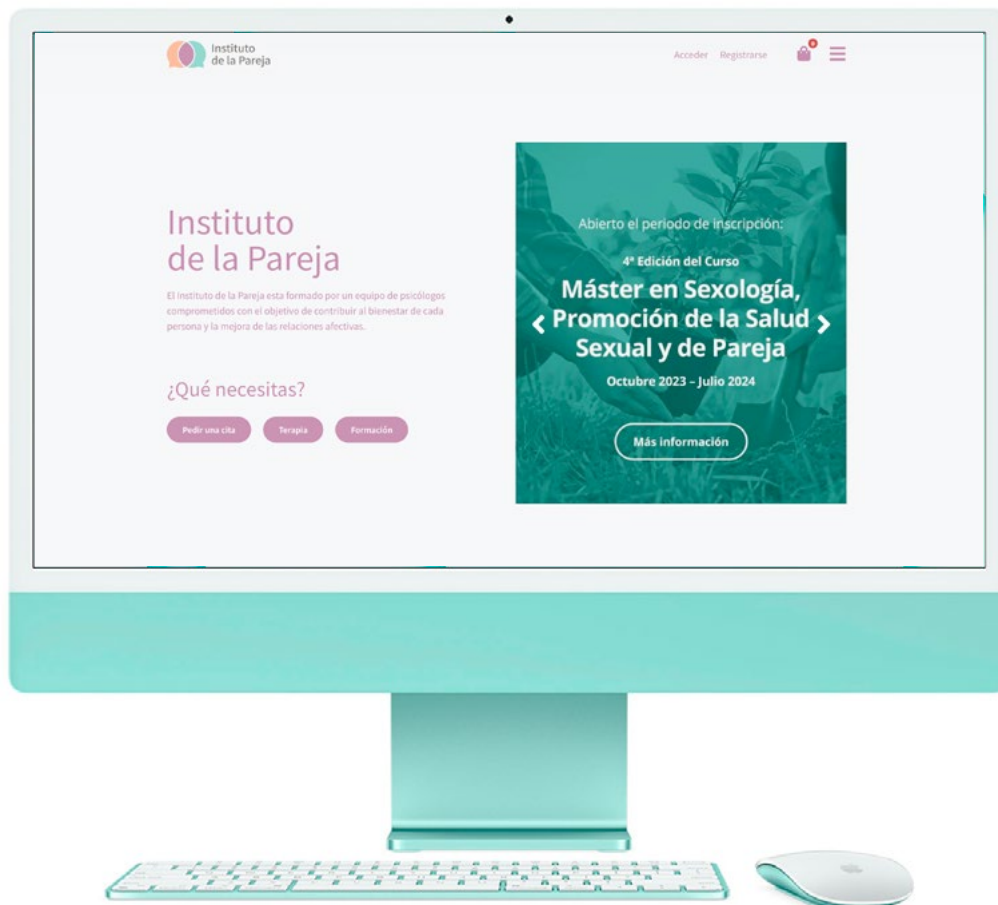 Instituto
de la Pareja
Acceder Registrarse
0
Instituto
de la Pareja
El Instituto de la Pareja esta formado por un equipo de psicólogos
comprometidos con el objetivo de contribuir al bienestar de cada
persona y la mejora de las relaciones afectivas.
¿Qué necesitas?
Pedir una cita Terapia Formación
Abierto el periodo de inscripción:
4ª Edición del Curso
Máster en Sexología,
Promoción de la Salud
Sexual y de Pareja
Octubre 2023 – Julio 2024
Más información